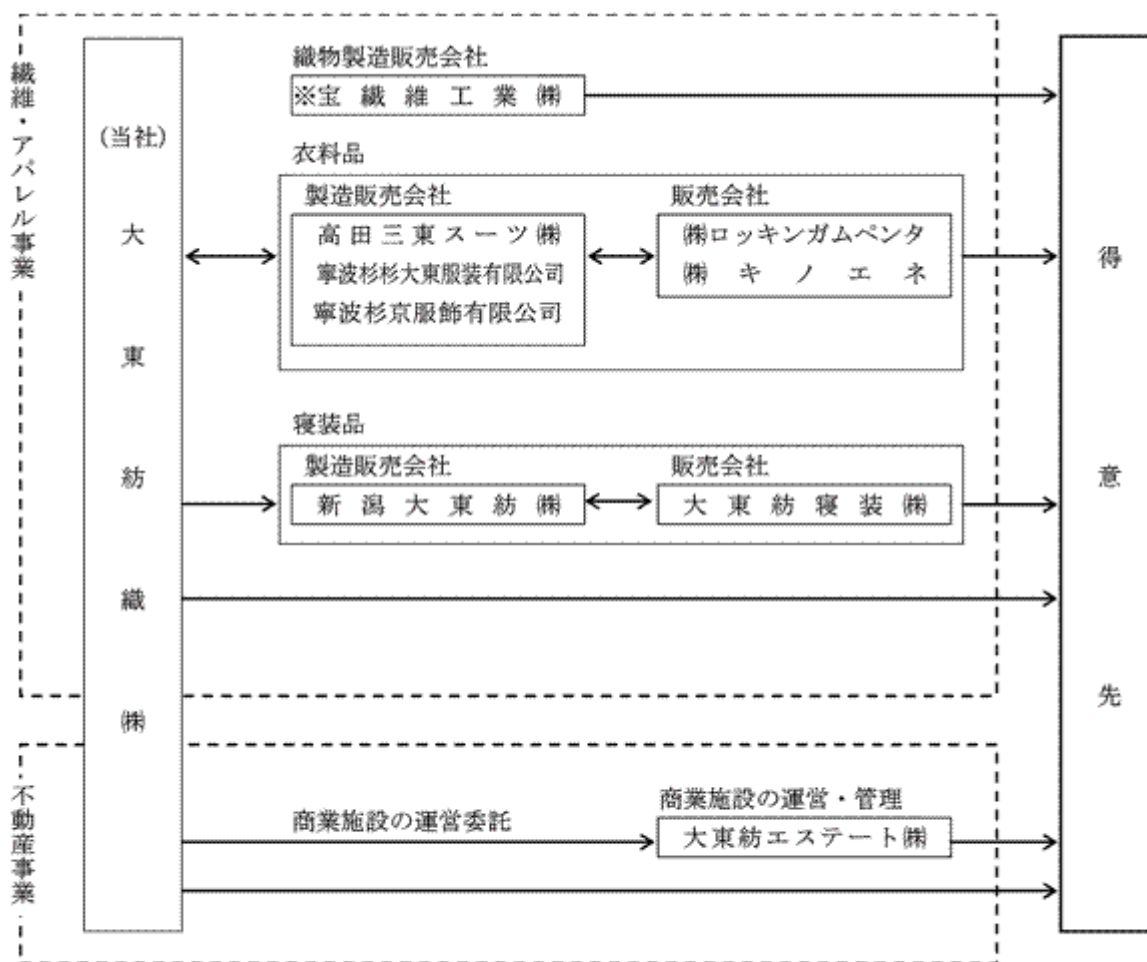 繊維・アパレル事業
(当社)
大東紡織㈱
織物製造販売会社
※宝繊維工業㈱
衣料品
製造販売会社
高田三東スーツ㈱
寧波杉杉大東服装有限公司
寧波杉京服飾有限公司
販売会社
㈱ロッキンガムペンタ
㈱キノエネ
寝装品
製造販売会社
新潟大東紡㈱
販売会社
大東紡寝装㈱
得意先
不動産事業
商業施設の運営委託
商業施設の運営・管理
大東紡エステート㈱